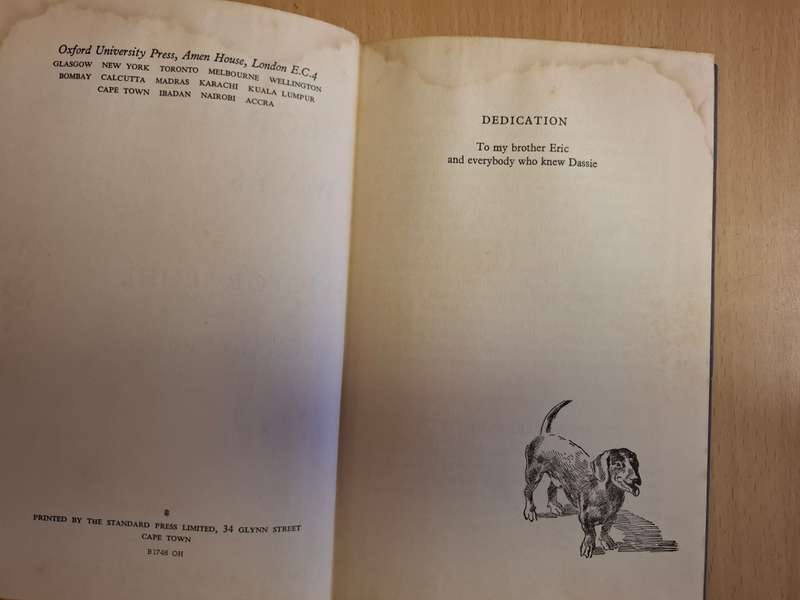 Oxford University Press, Amen House, London E.C.4
GLASGOW NEW YORK TORONTO MELBOURNE WELLINGTON
BOMBAY CALCUTTA MADRAS KARACHI KUALA LUMPUR
CAPE TOWN IBADAN NAIROBI ACCRA
PRINTED BY THE STANDARD PRESS LIMITED, 34 GLYNN STREET
CAPE TOWN
B1748 OH
DEDICATION
To my brother Eric
and everybody who knew Dassie